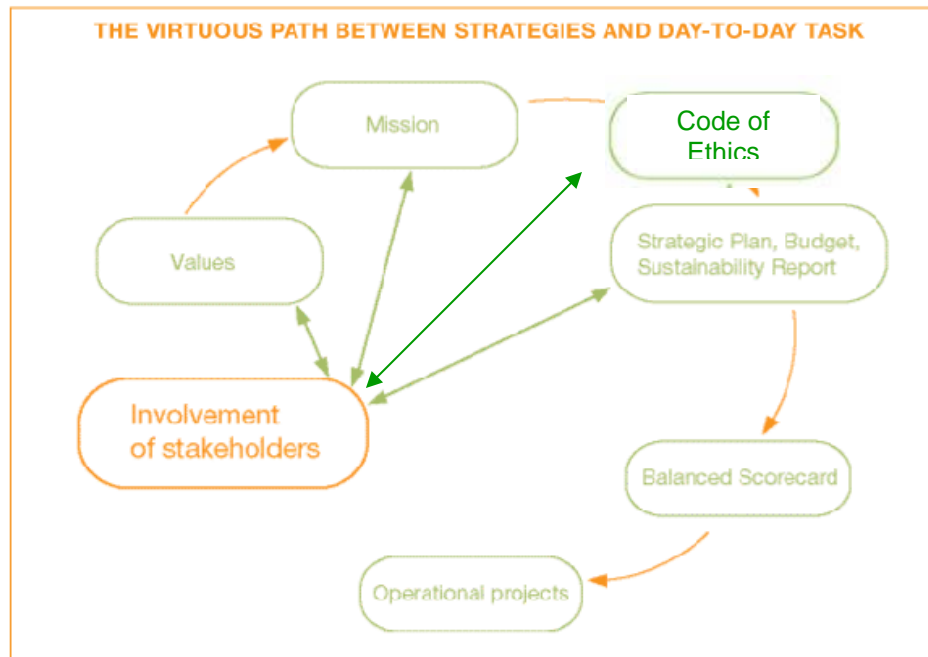 THE VIRTUOUS PATH BETWEEN STRATEGIES AND DAY-TO-DAY TASK
Mission
Code of
Ethics
Values
Strategic Plan, Budget,
Sustainability Report
Involvement
of stakeholders
Balanced Scorecard
Operational projects